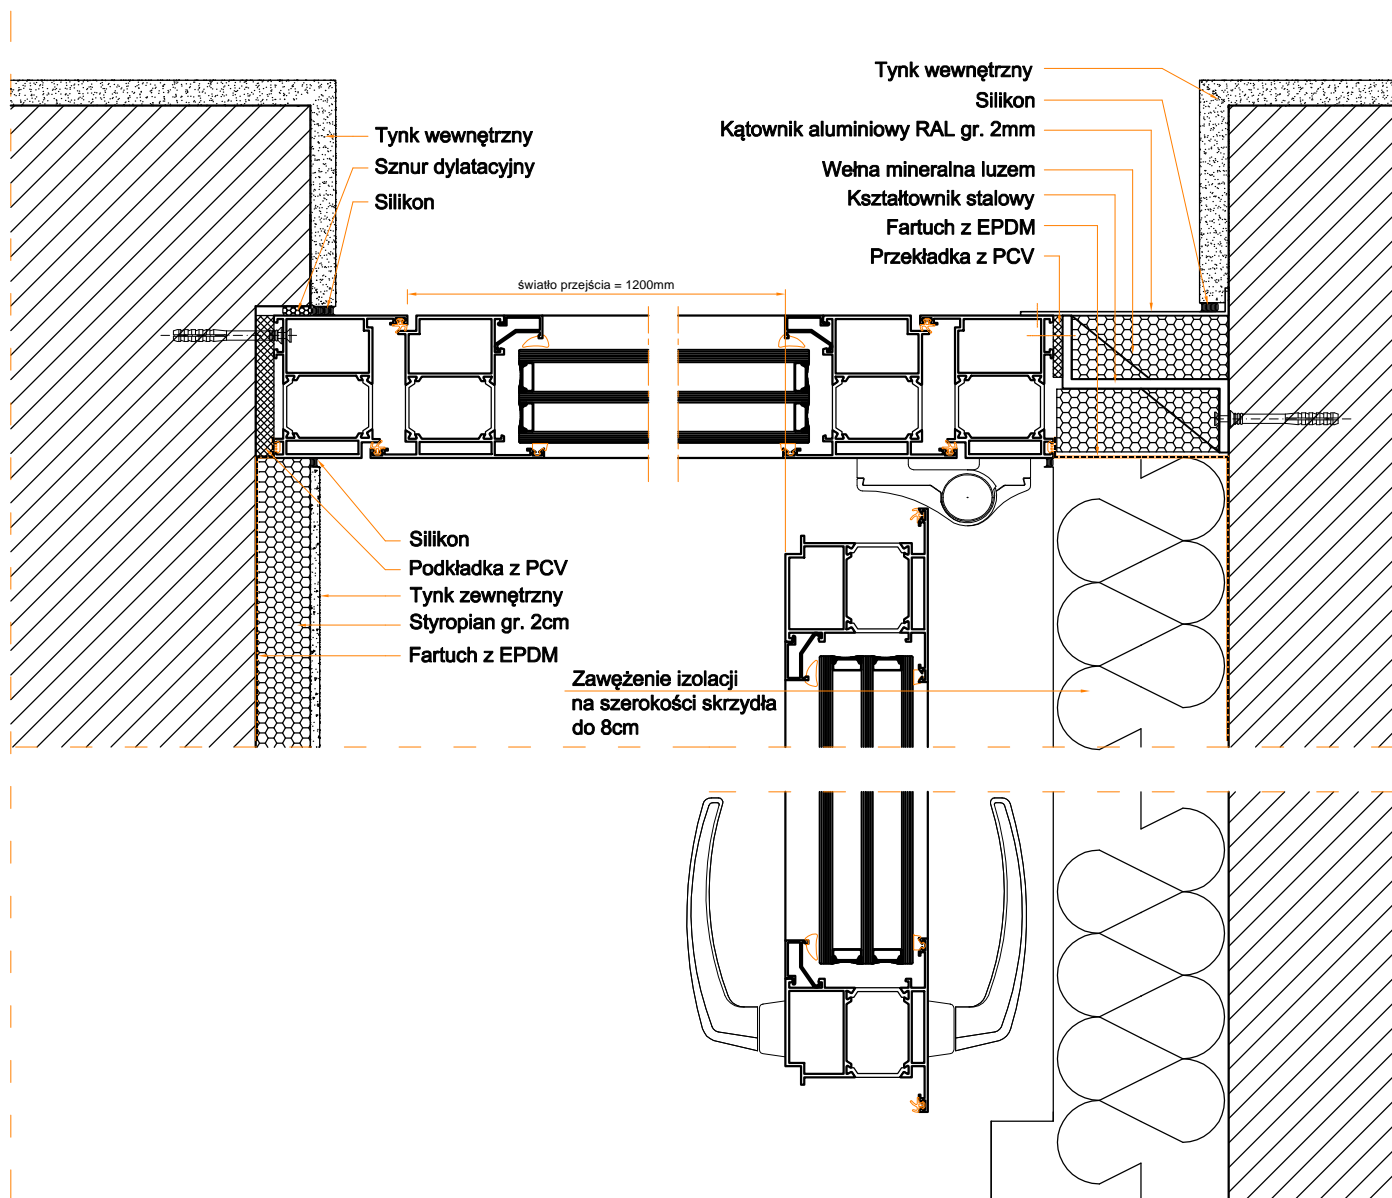 Tynk wewnętrzny
Silikon
Kątownik aluminiowy RAL gr. 2mm
Wełna mineralna luzem
Kształtownik stalowy
Fartuch z EPDM
Przekładka z PCV
Tynk wewnętrzny
Sznur dylatacyjny
Silikon
światło przejścia = 1200mm
Silikon
Podkładka z PCV
Tynk zewnętrzny
Styropian gr. 2cm
Fartuch z EPDM
Zawężenie izolacji
na szerokości skrzydła
do 8cm